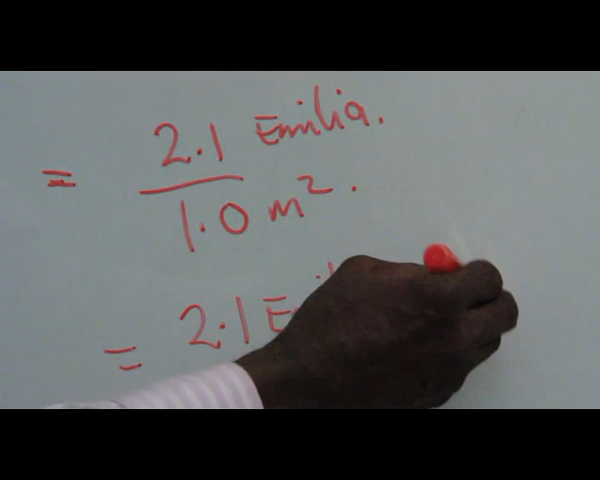 = 2.1 Emilia.
1.0 m².
= 2.1